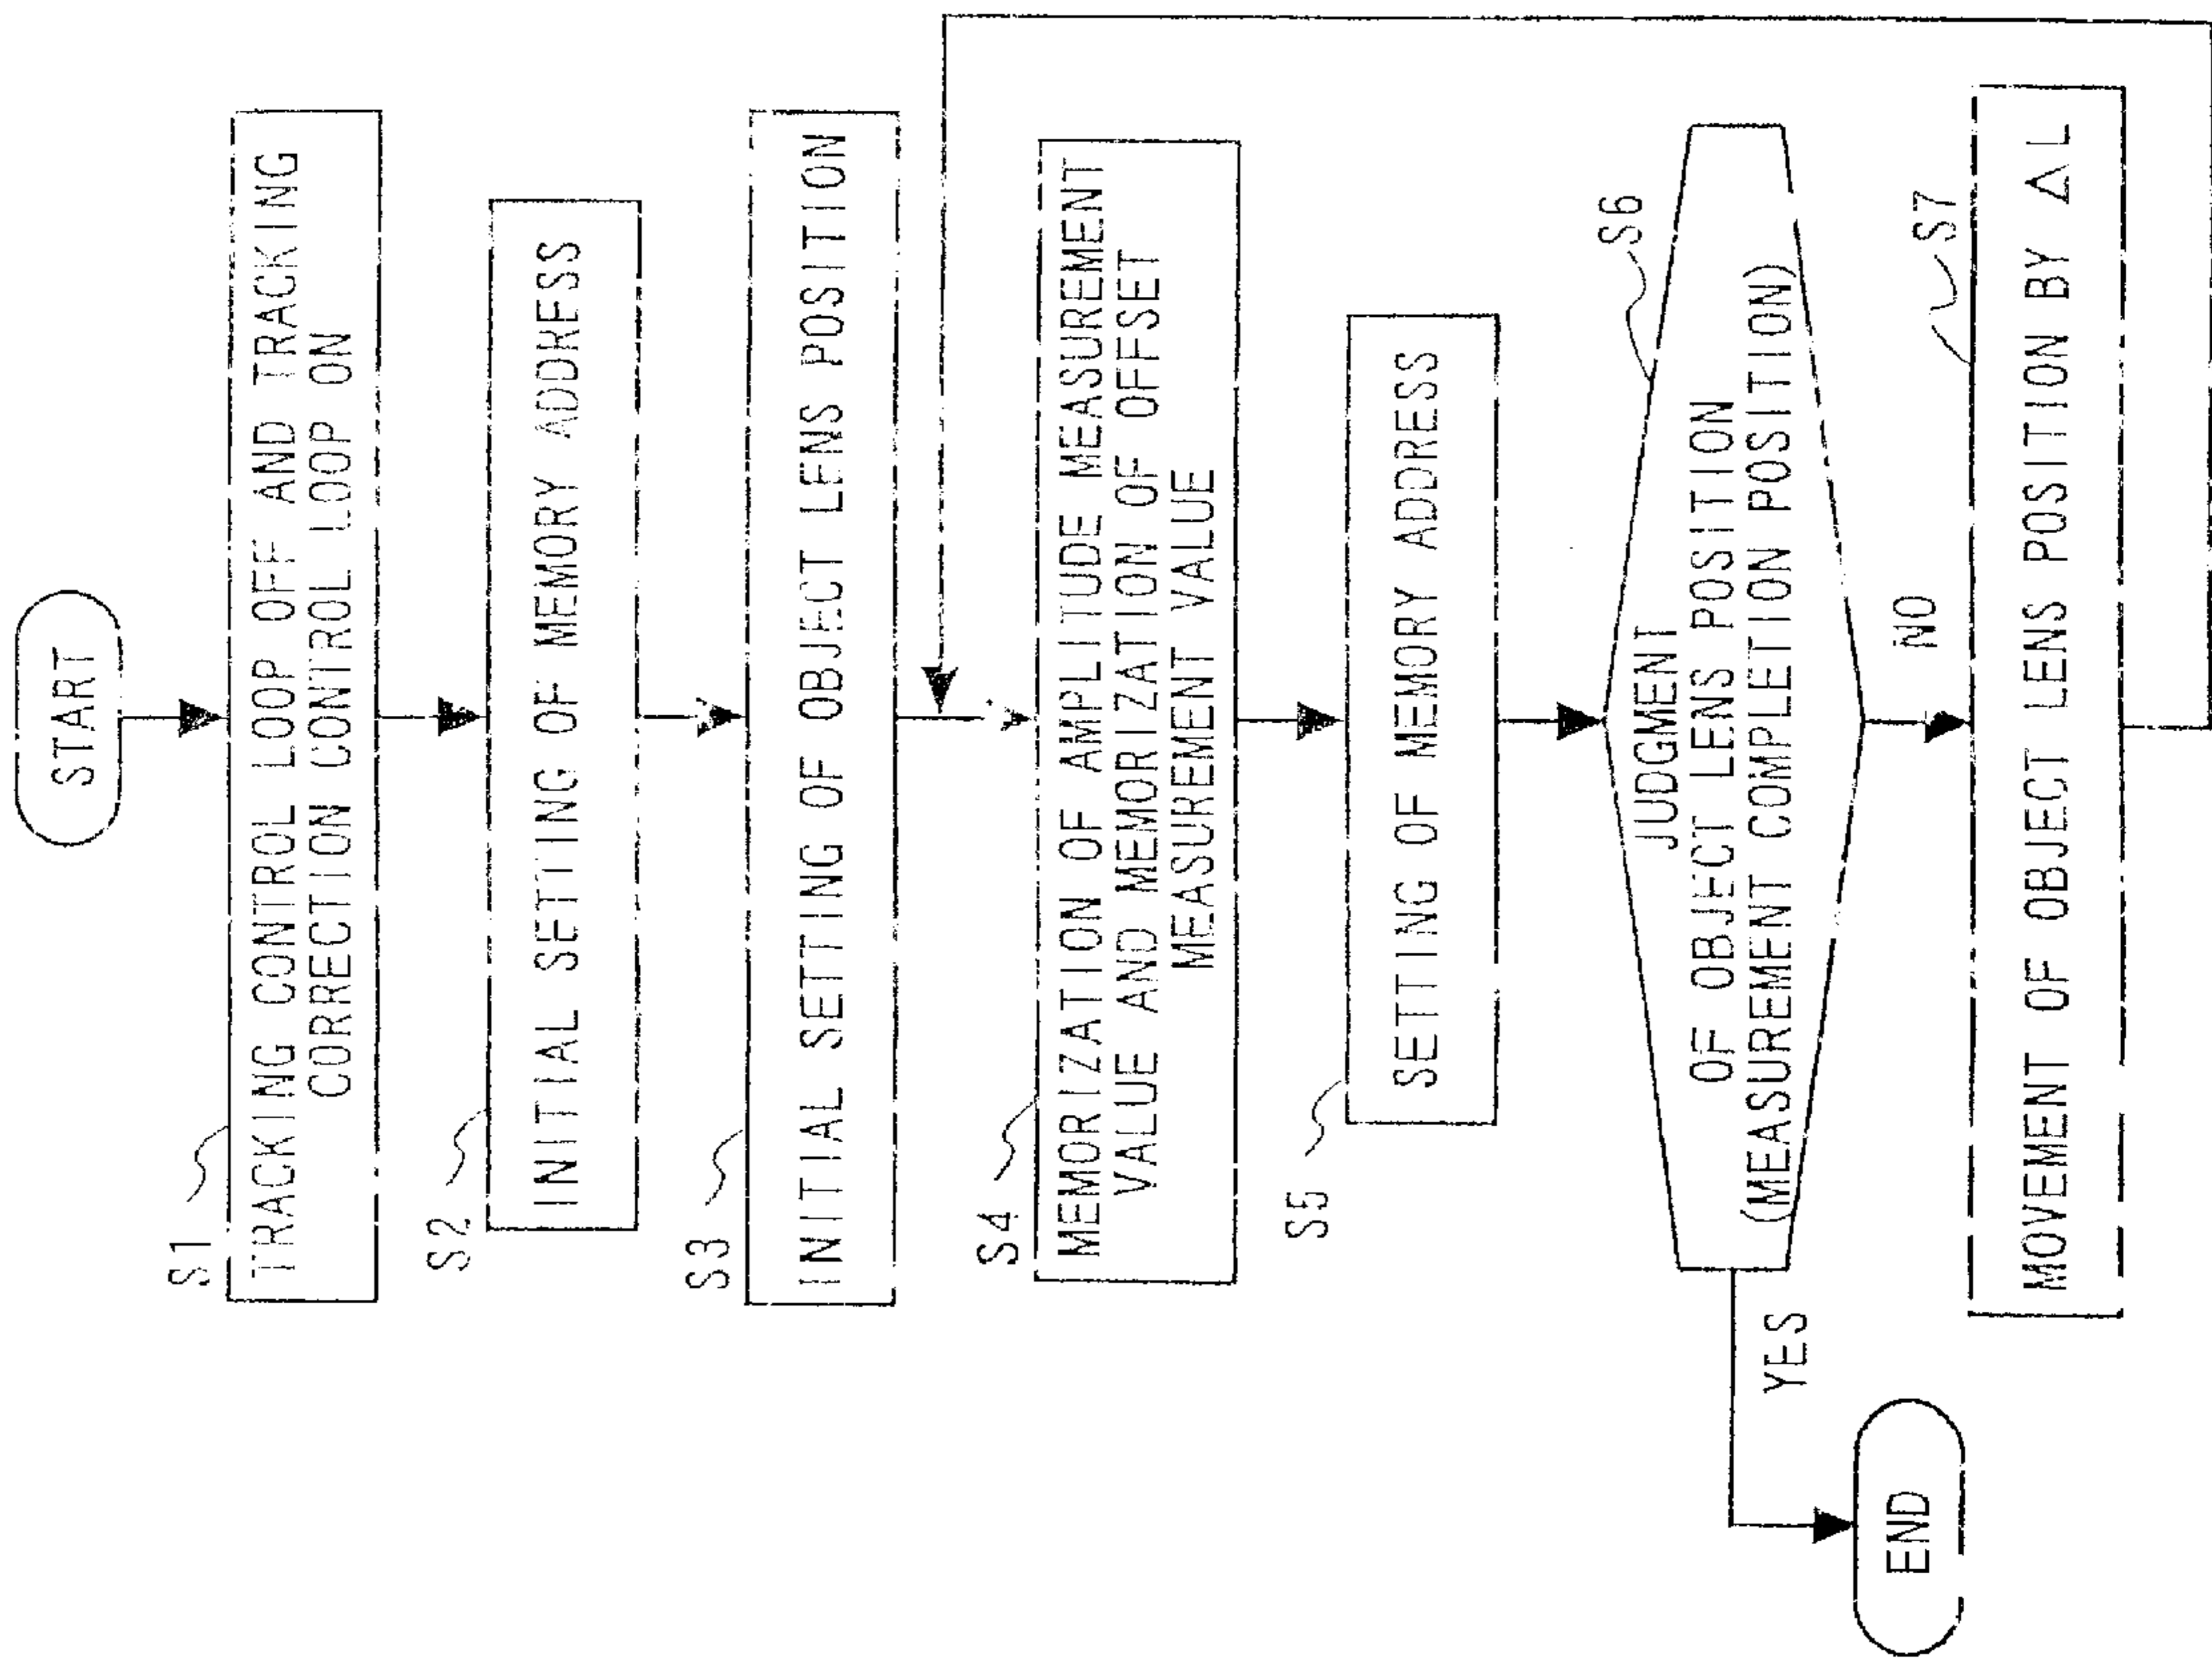 START
S1
TRACKING CONTROL LOOP OFF AND TRACKING
CORRECTION CONTROL LOOP ON
S2
INITIAL SETTING OF MEMORY ADDRESS
S3
INITIAL SETTING OF OBJECT LENS POSITION
S4
MEMORIZATION OF AMPLITUDE MEASUREMENT
VALUE AND MEMORIZATION OF OFFSET
MEASUREMENT VALUE
S5
SETTING OF MEMORY ADDRESS
S6
JUDGMENT
OF OBJECT LENS POSITION
(MEASUREMENT COMPLETION POSITION)
YES
NO
END
S7
MOVEMENT OF OBJECT LENS POSITION BY △L